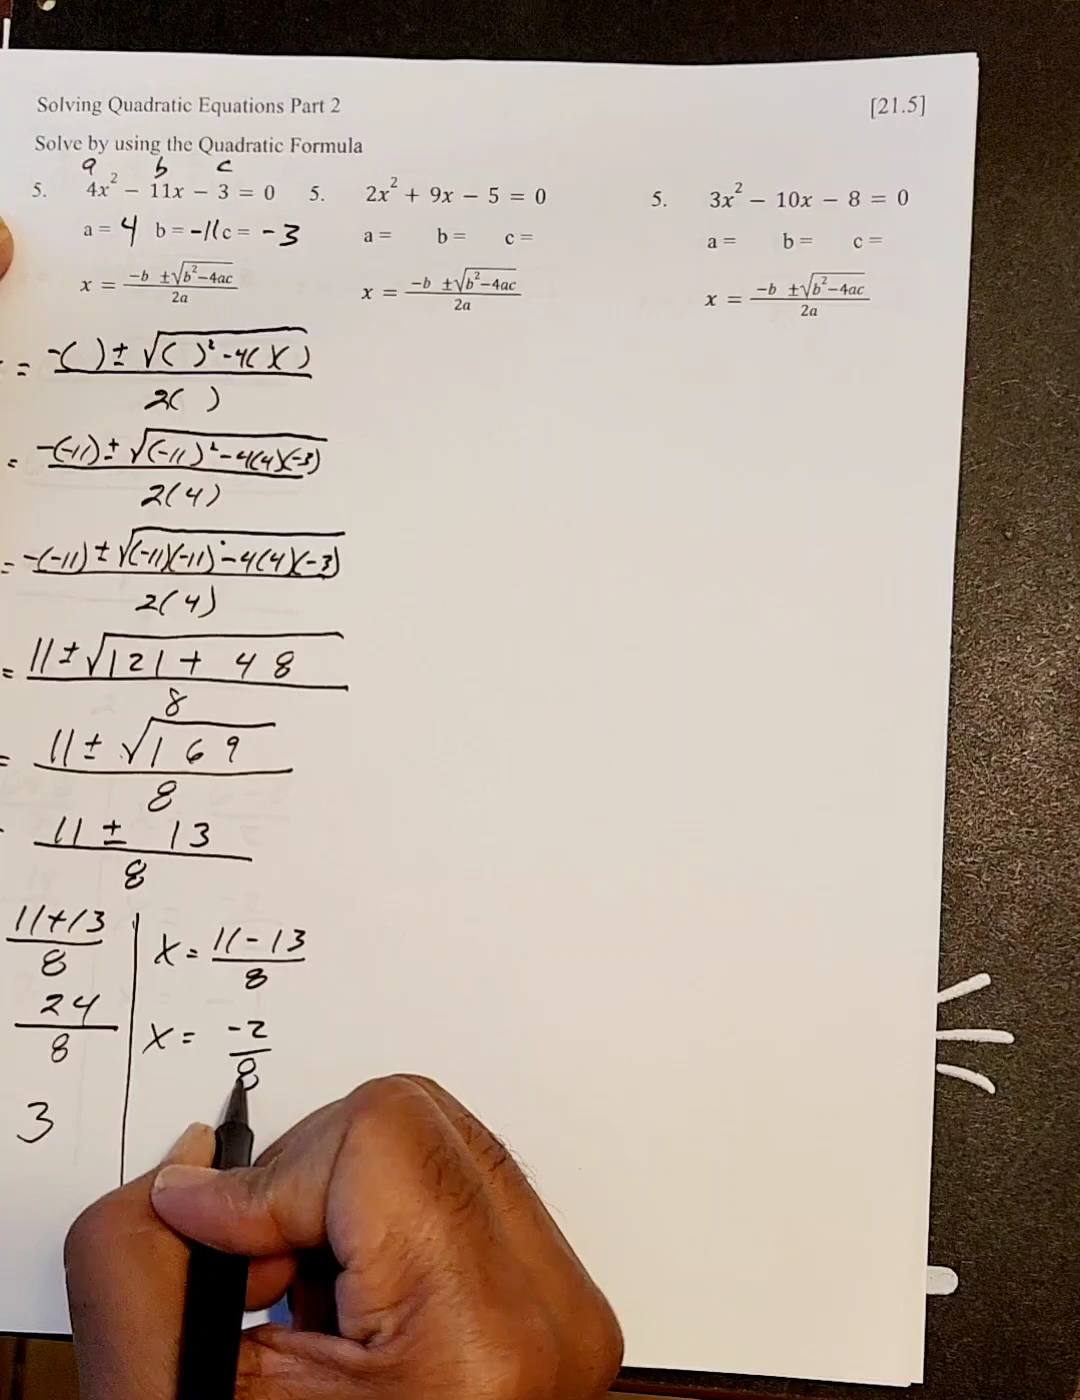 Solving Quadratic Equations Part 2 [21.5]
Solve by using the Quadratic Formula
a b c
5. 4x² − 11x − 3 = 0 5. 2x² + 9x − 5 = 0 5. 3x² − 10x − 8 = 0
a = 4 b = -11 c = -3 a = b = c = a = b = c =
x = (-b ±√(b²−4ac))/(2a) x = (-b ±√(b²−4ac))/(2a) x = (-b ±√(b²−4ac))/(2a)
= (-( ) ± √(( )² - 4( )( )))/(2( ))
= (-(-11) ± √((-11)² - 4(4)(-3)))/(2(4))
= (-(-11) ± √((-11)(-11) - 4(4)(-3)))/(2(4))
= (11 ± √(121 + 48))/8
= (11 ± √169)/8
(11 ± 13)/8
(11+13)/8 x = (11-13)/8
24/8 x = -2/8
3